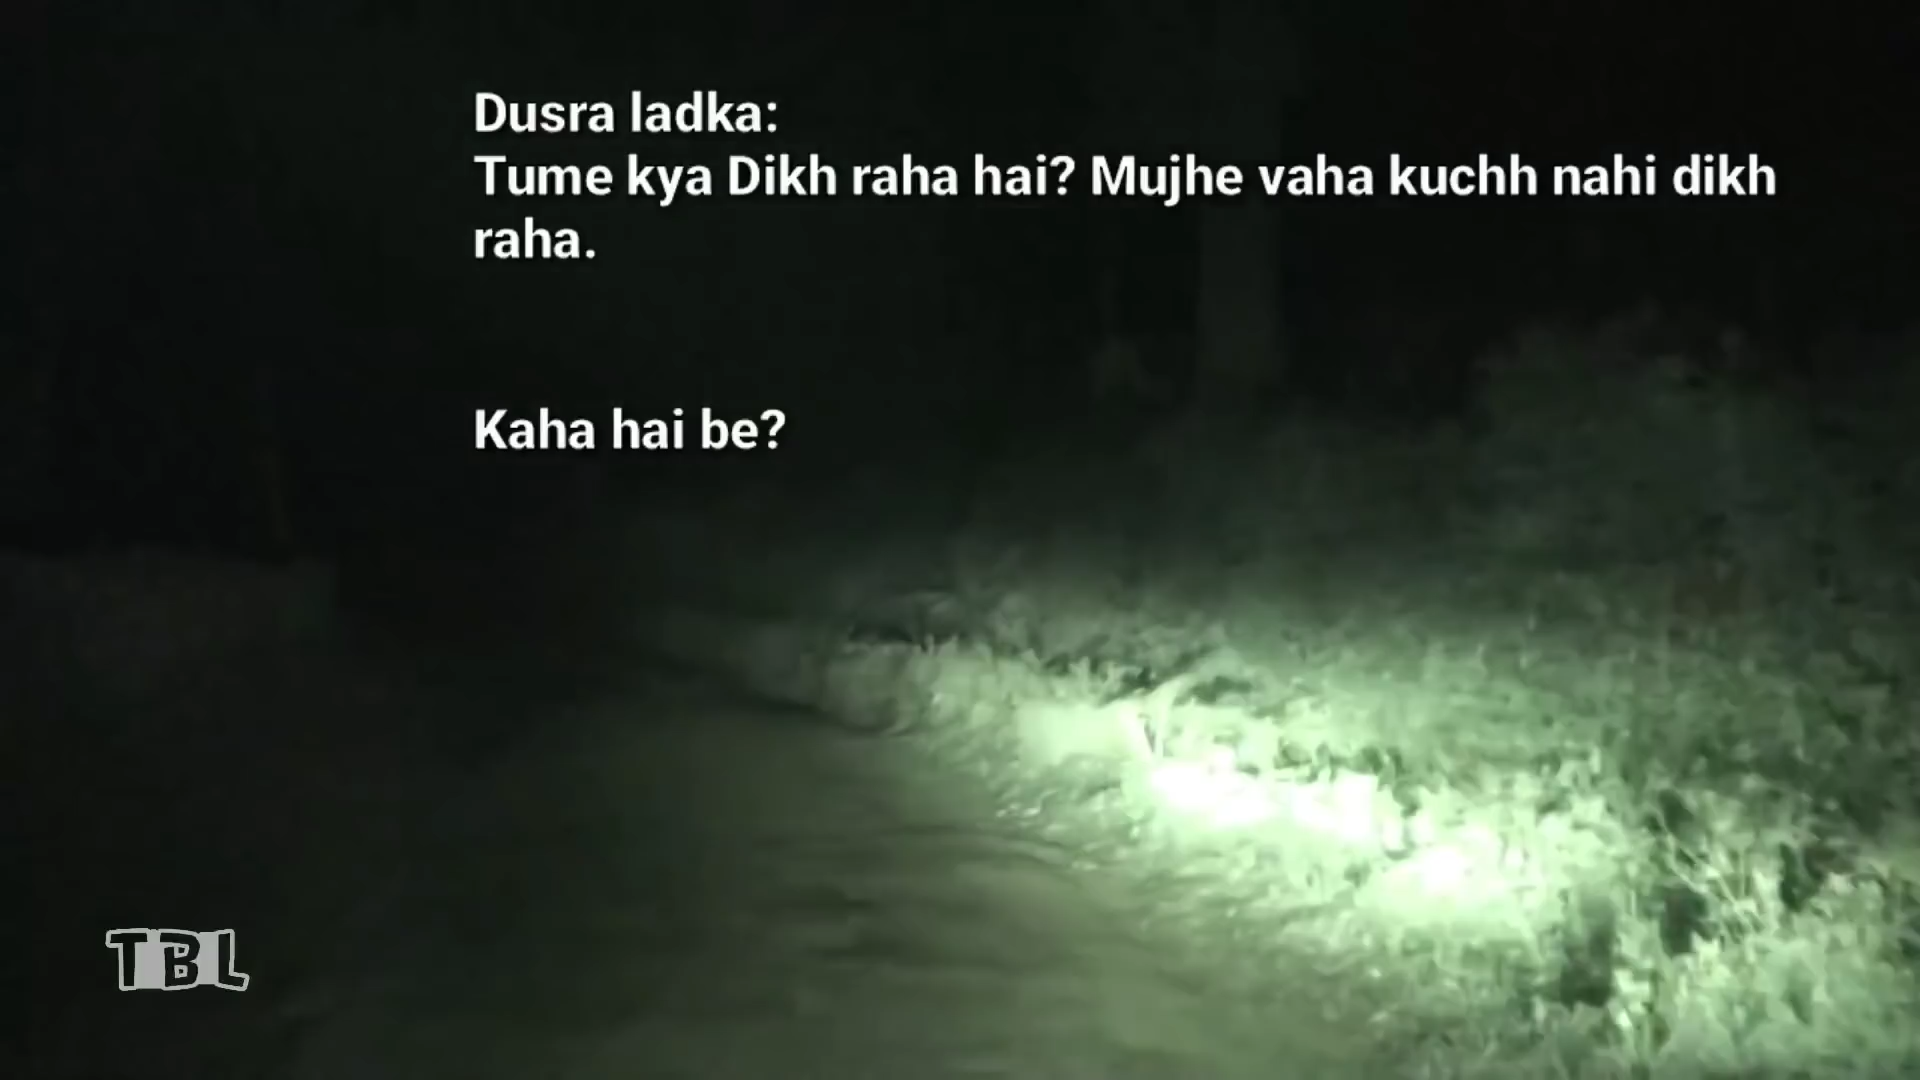 Dusra ladka:
Tume kya Dikh raha hai? Mujhe vaha kuchh nahi dikh
raha.
Kaha hai be?
TBL